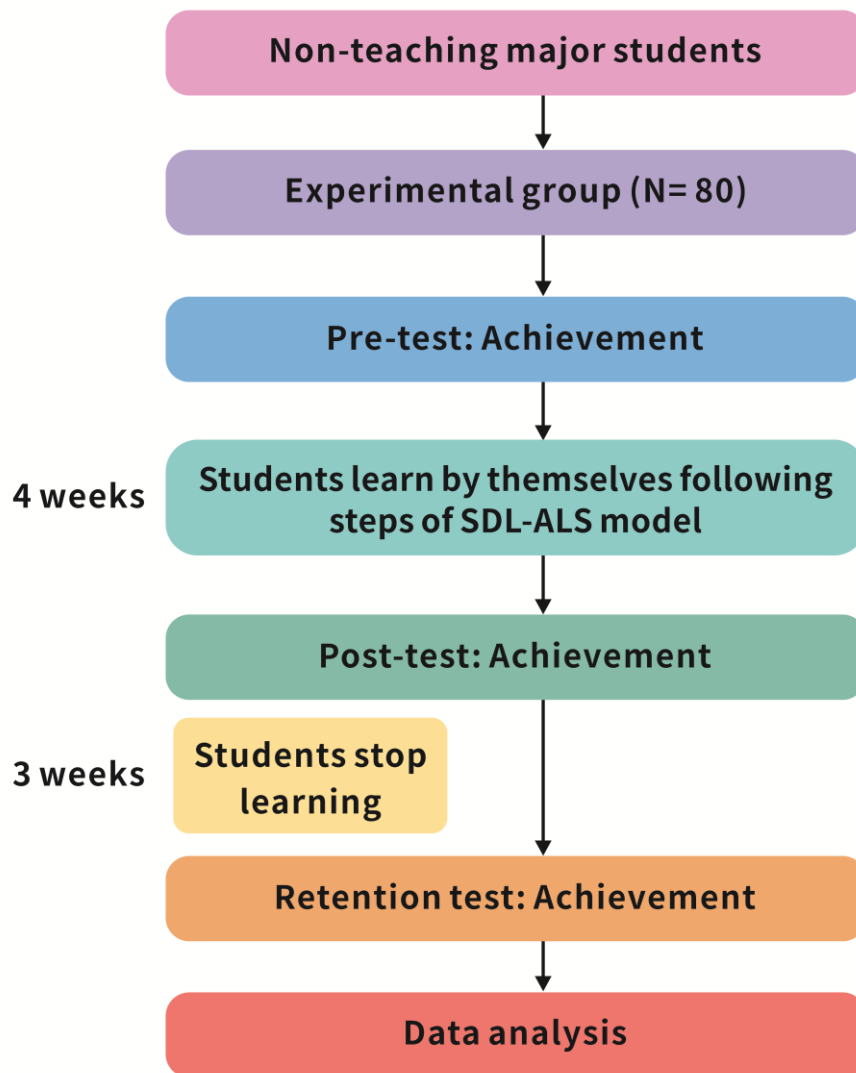 Non-teaching major students
Experimental group (N= 80)
Pre-test: Achievement
4 weeks
Students learn by themselves following
steps of SDL-ALS model
Post-test: Achievement
3 weeks
Students stop
learning
Retention test: Achievement
Data analysis